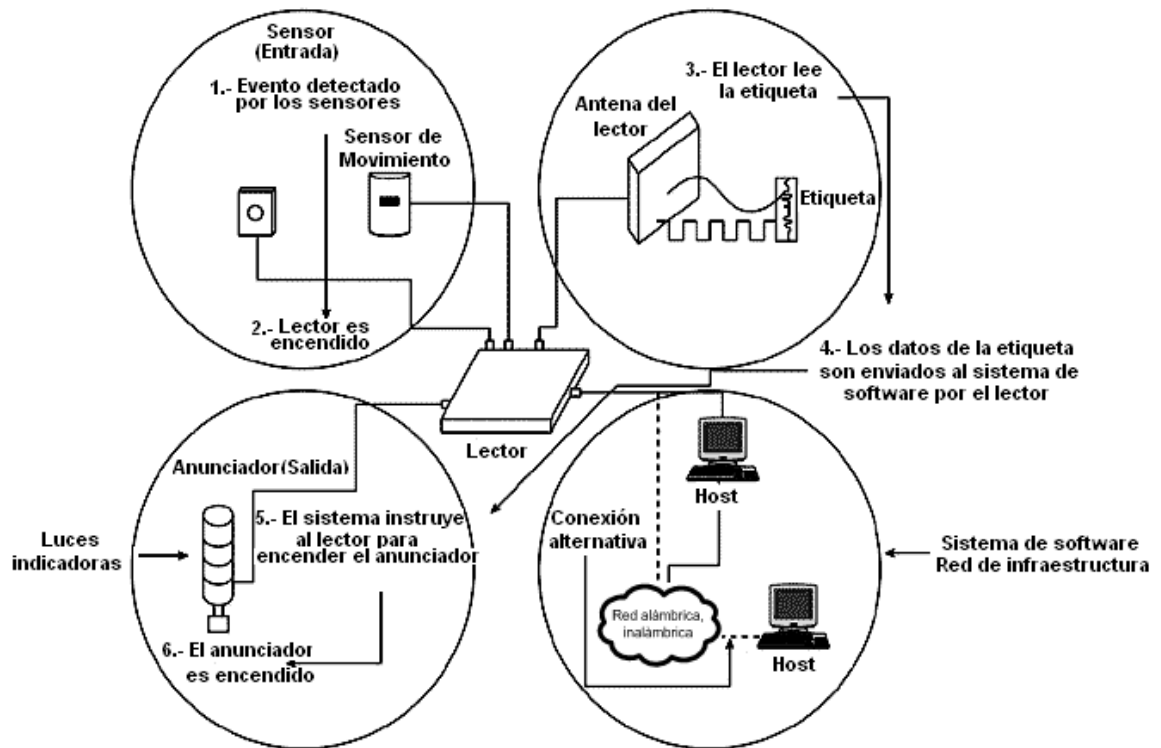 Sensor
(Entrada)
1.- Evento detectado
por los sensores
Sensor de
Movimiento
2.- Lector es
encendido
3.- El lector lee
la etiqueta
Antena del
lector
Etiqueta
4.- Los datos de la etiqueta
son enviados al sistema de
software por el lector
Lector
Anunciador(Salida)
Luces
indicadoras
5.- El sistema instruye
al lector para
encender el anunciador
6.- El anunciador
es encendido
Host
Conexión
alternativa
Red alámbrica,
inalámbrica
Host
Sistema de software
Red de infraestructura